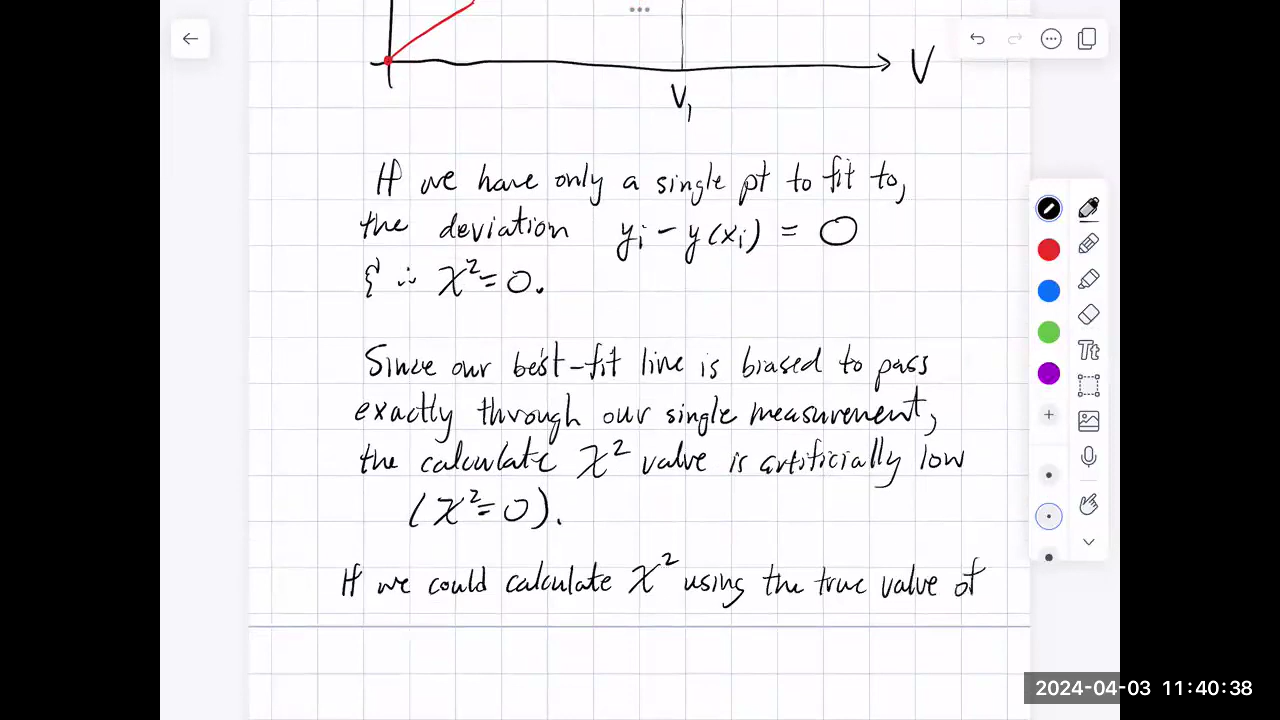 V
V₁
If we have only a single pt to fit to,
the deviation yᵢ - y(xᵢ) = 0
& ∴ χ² = 0.
Since our best-fit line is biased to pass
exactly through our single measurement,
the calculate χ² value is artificially low
(χ² = 0).
If we could calculate χ² using the true value of
Tt
2024-04-03 11:40:38